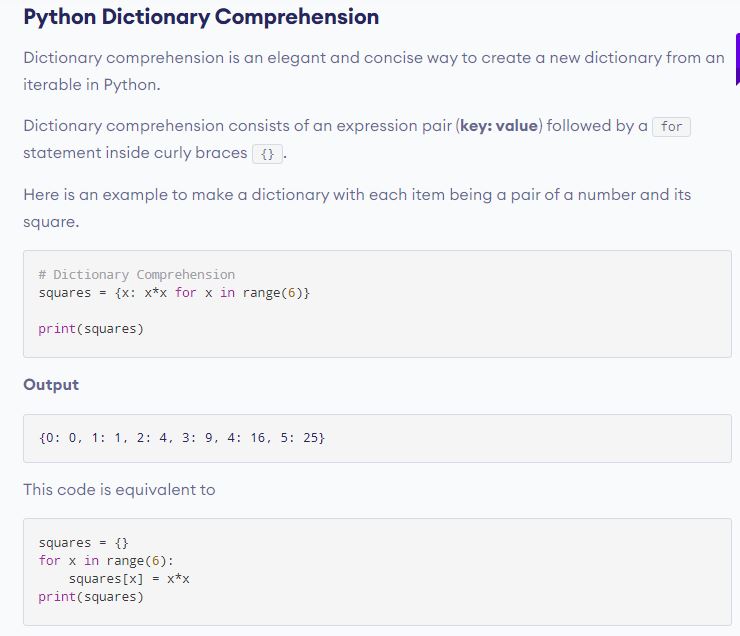 Python Dictionary Comprehension
Dictionary comprehension is an elegant and concise way to create a new dictionary from an
iterable in Python.
Dictionary comprehension consists of an expression pair (key: value) followed by a for
statement inside curly braces {}.
Here is an example to make a dictionary with each item being a pair of a number and its
square.
# Dictionary Comprehension
squares = {x: x*x for x in range(6)}
print(squares)
Output
{0: 0, 1: 1, 2: 4, 3: 9, 4: 16, 5: 25}
This code is equivalent to
squares = {}
for x in range(6):
    squares[x] = x*x
print(squares)